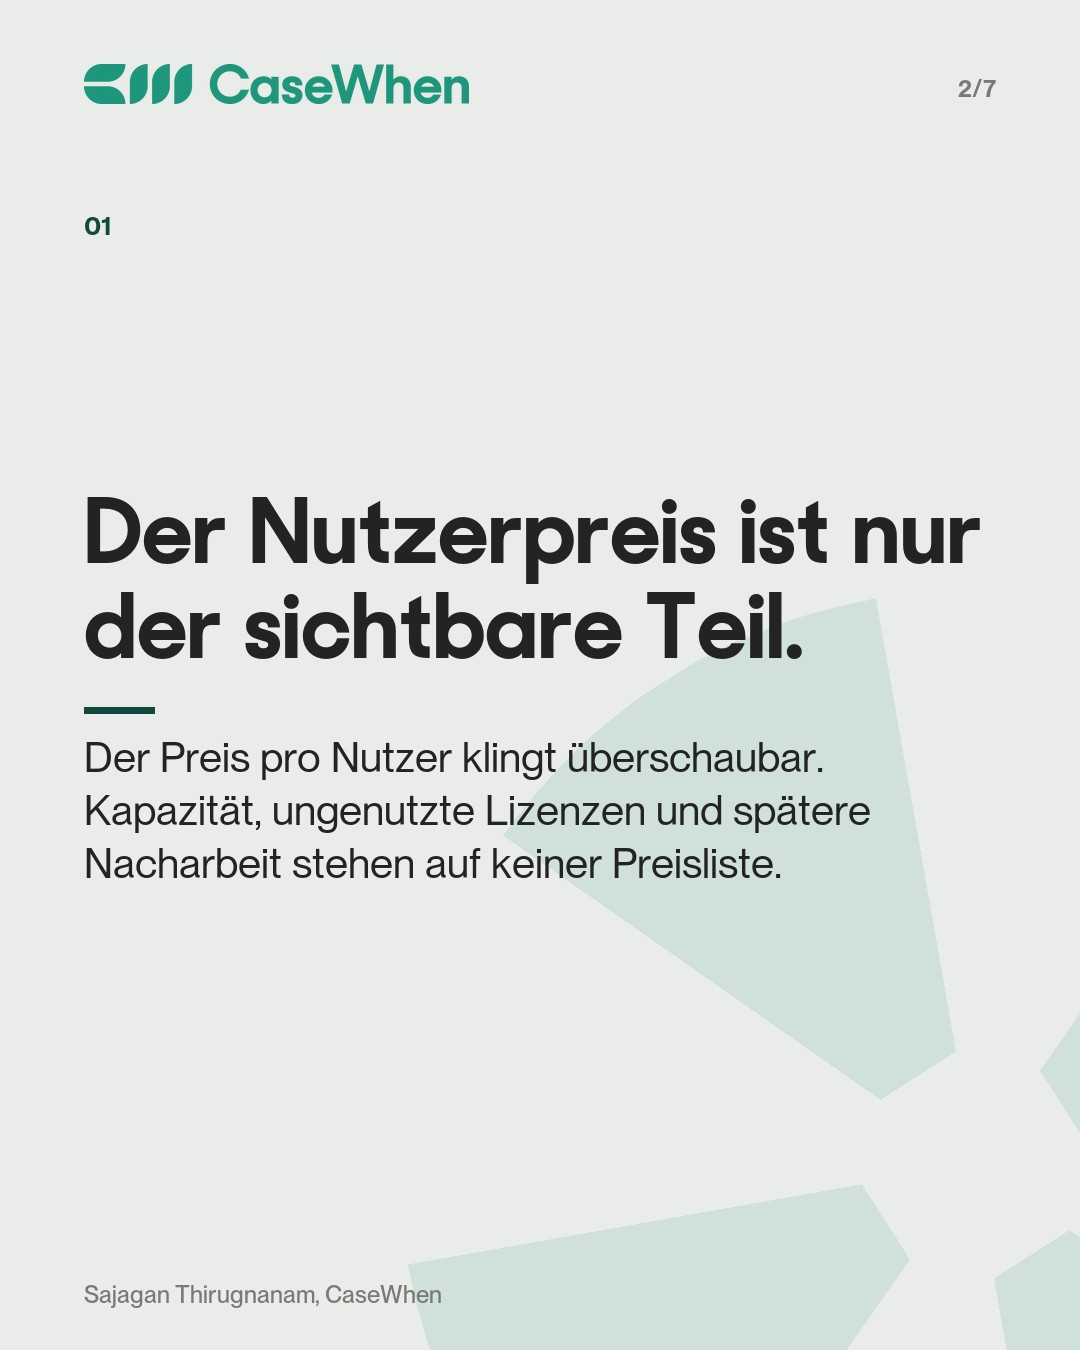 CaseWhen
2/7
01
Der Nutzerpreis ist nur
der sichtbare Teil.
Der Preis pro Nutzer klingt überschaubar.
Kapazität, ungenutzte Lizenzen und spätere
Nacharbeit stehen auf keiner Preisliste.
Sajagan Thirugnanam, CaseWhen